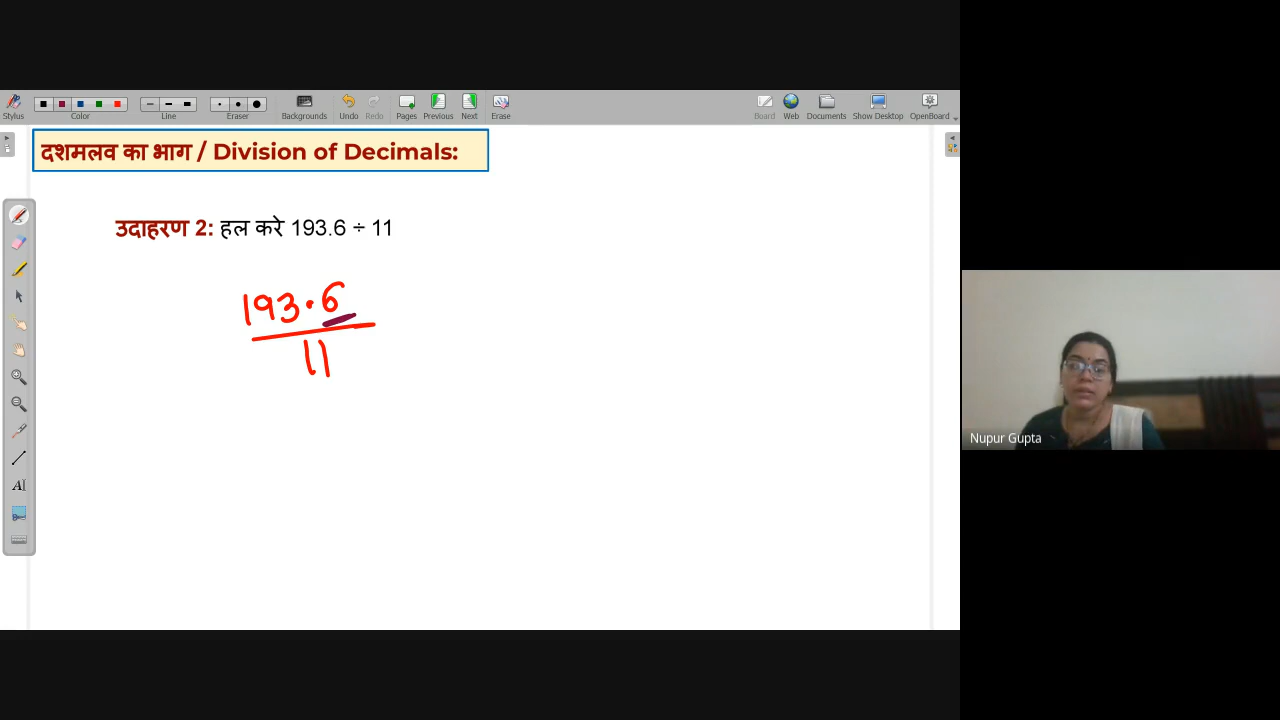 Stylus
Color
Line
Eraser
Backgrounds
Undo
Redo
Pages
Previous
Next
Erase
Board
Web
Documents
Show Desktop
OpenBoard
दशमलव का भाग / Division of Decimals:
उदाहरण 2: हल करे 193.6 ÷ 11
193.6
11
AI
Nupur Gupta